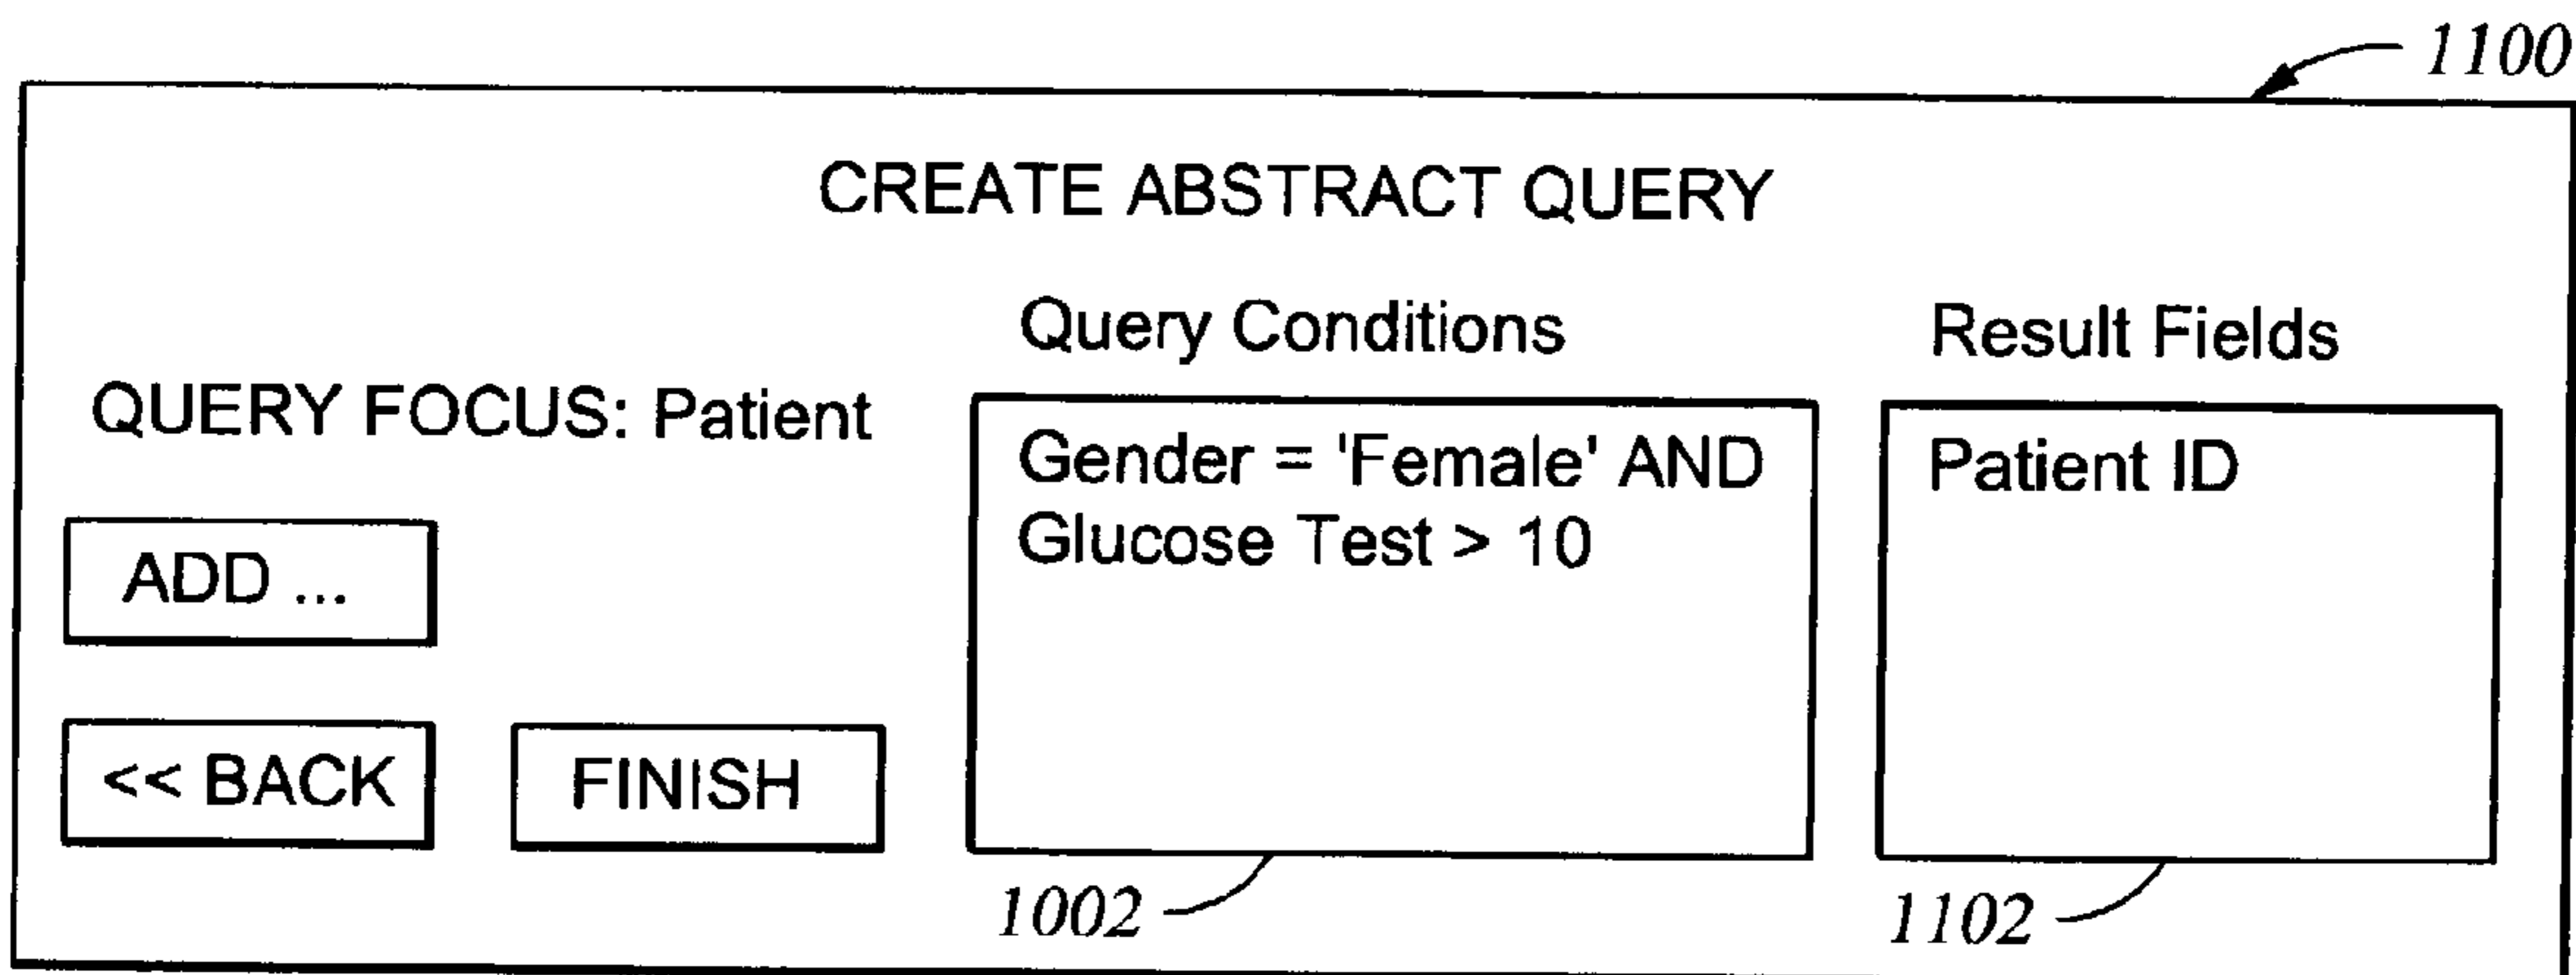 1100
CREATE ABSTRACT QUERY
QUERY FOCUS: Patient
ADD ...
<< BACK
FINISH
Query Conditions
Gender = 'Female' AND
Glucose Test > 10
1002
Result Fields
Patient ID
1102